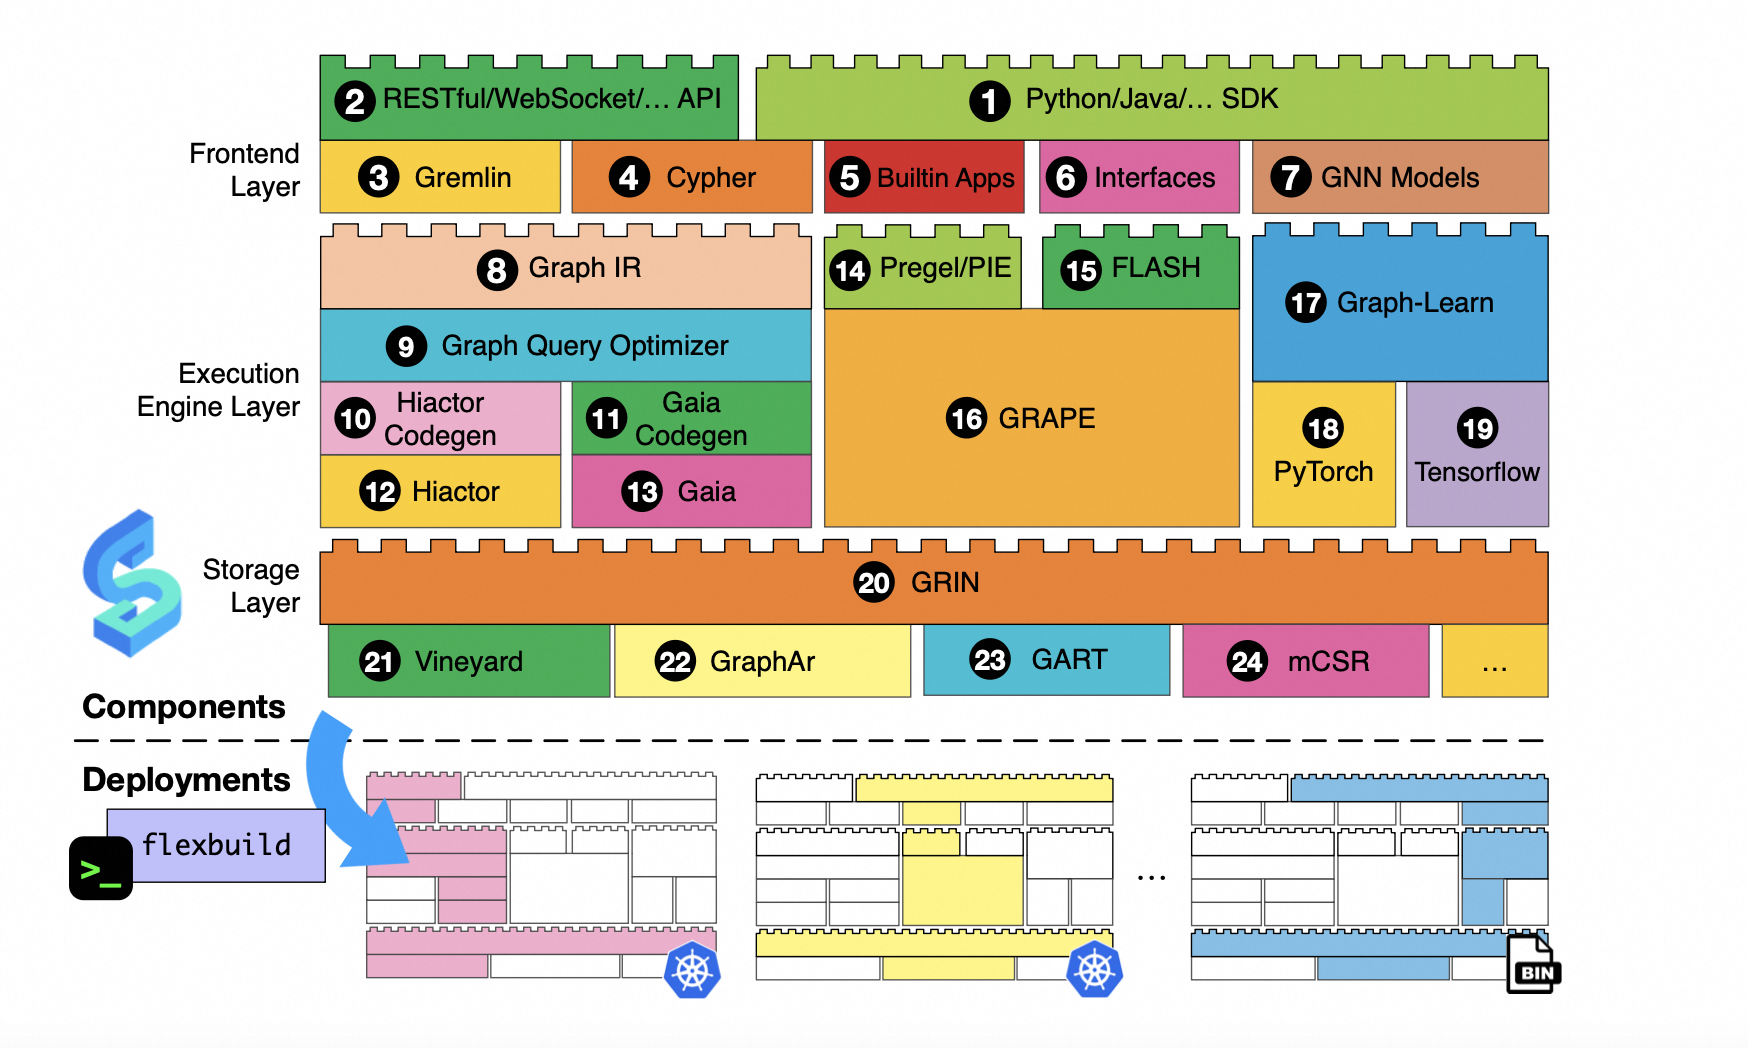 2 RESTful/WebSocket/... API
1 Python/Java/... SDK
Frontend
Layer
3 Gremlin
4 Cypher
5 Builtin Apps
6 Interfaces
7 GNN Models
Execution
Engine Layer
8 Graph IR
9 Graph Query Optimizer
10 Hiactor
Codegen
11 Gaia
Codegen
12 Hiactor
13 Gaia
14 Pregel/PIE
15 FLASH
16 GRAPE
17 Graph-Learn
18
PyTorch
19
Tensorflow
Storage
Layer
20 GRIN
21 Vineyard
22 GraphAr
23 GART
24 mCSR
...
Components
Deployments
flexbuild
>_
...
BIN